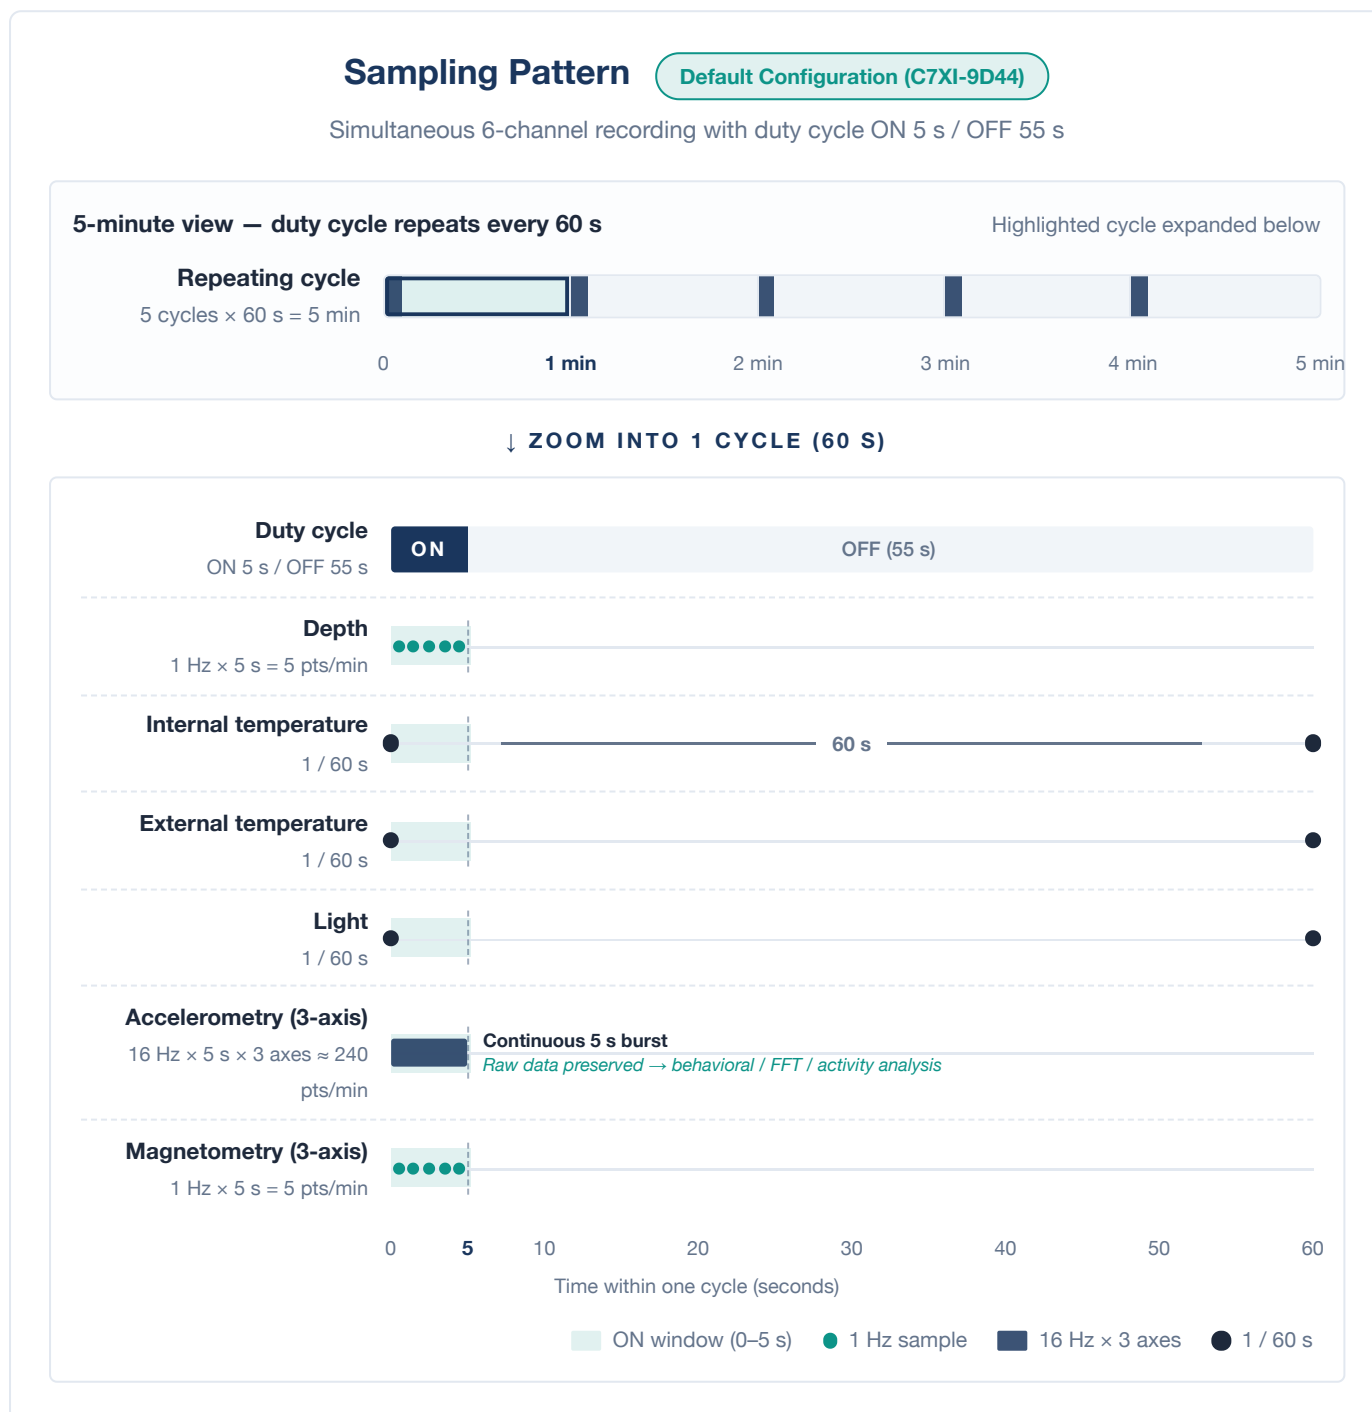 Sampling Pattern
Default Configuration (C7XI-9D44)
Simultaneous 6-channel recording with duty cycle ON 5 s / OFF 55 s
5-minute view — duty cycle repeats every 60 s
Highlighted cycle expanded below
Repeating cycle
5 cycles × 60 s = 5 min
0 1 min 2 min 3 min 4 min 5 min
↓ ZOOM INTO 1 CYCLE (60 S)
Duty cycle
ON 5 s / OFF 55 s
ON
OFF (55 s)
Depth
1 Hz × 5 s = 5 pts/min
Internal temperature
1 / 60 s
60 s
External temperature
1 / 60 s
Light
1 / 60 s
Accelerometry (3-axis)
16 Hz × 5 s × 3 axes ≈ 240
pts/min
Continuous 5 s burst
Raw data preserved → behavioral / FFT / activity analysis
Magnetometry (3-axis)
1 Hz × 5 s = 5 pts/min
0 5 10 20 30 40 50 60
Time within one cycle (seconds)
ON window (0–5 s) 1 Hz sample 16 Hz × 3 axes 1 / 60 s